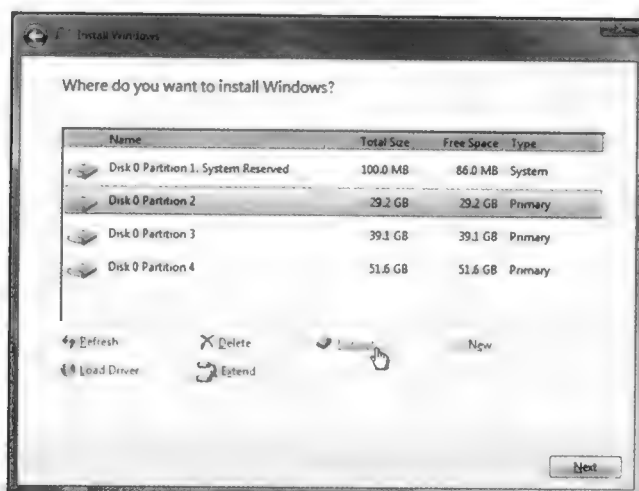 Install Windows
Where do you want to install Windows?
Name Total Size Free Space Type
Disk 0 Partition 1. System Reserved 100.0 MB 86.0 MB System
Disk 0 Partition 2 29.2 GB 29.2 GB Primary
Disk 0 Partition 3 39.1 GB 39.1 GB Primary
Disk 0 Partition 4 51.6 GB 51.6 GB Primary
Refresh Delete New
Load Driver Extend
Next